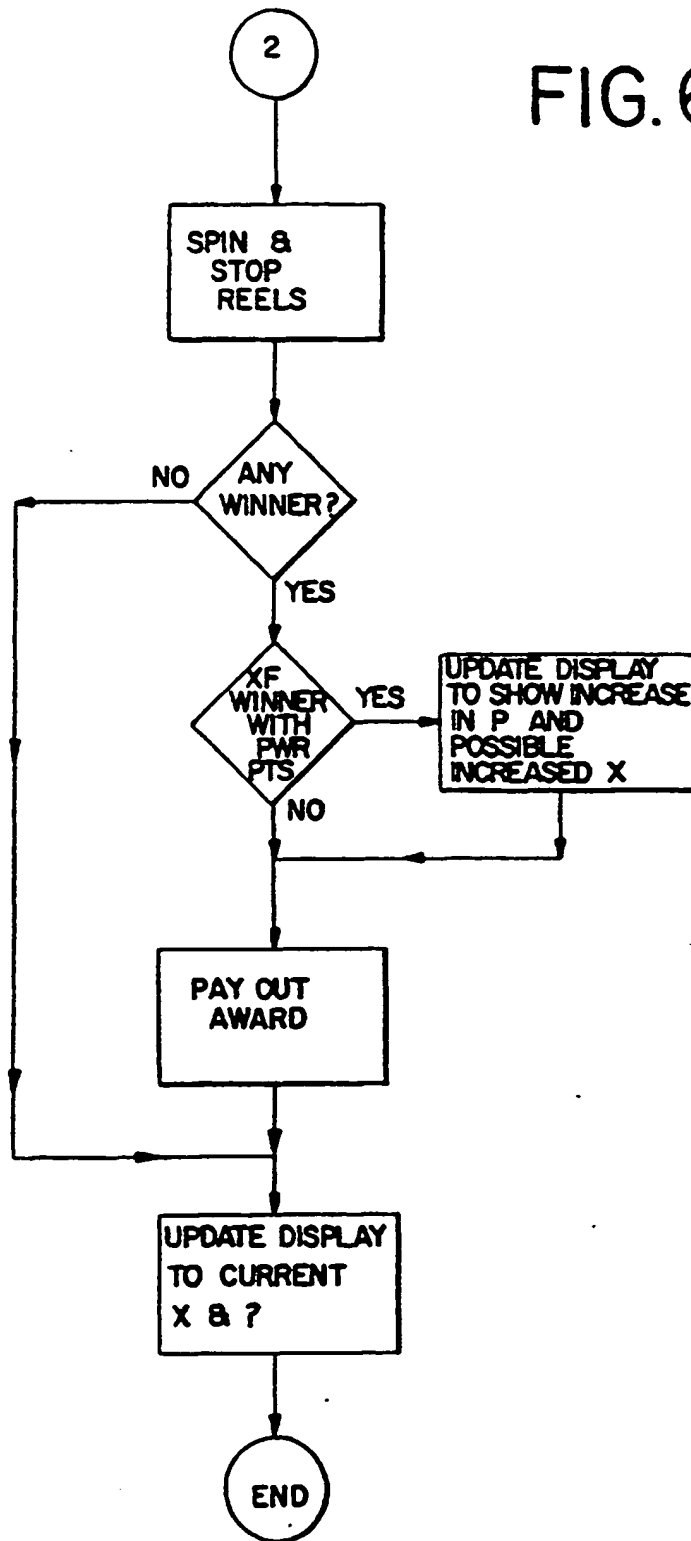 2
FIG. 6
SPIN &
STOP
REELS
ANY
WINNER?
NO
YES
XF
WINNER
WITH
PWR
PTS
YES
NO
UPDATE DISPLAY
TO SHOW INCREASE
IN P AND
POSSIBLE
INCREASED X
PAY OUT
AWARD
UPDATE DISPLAY
TO CURRENT
X & ?
END